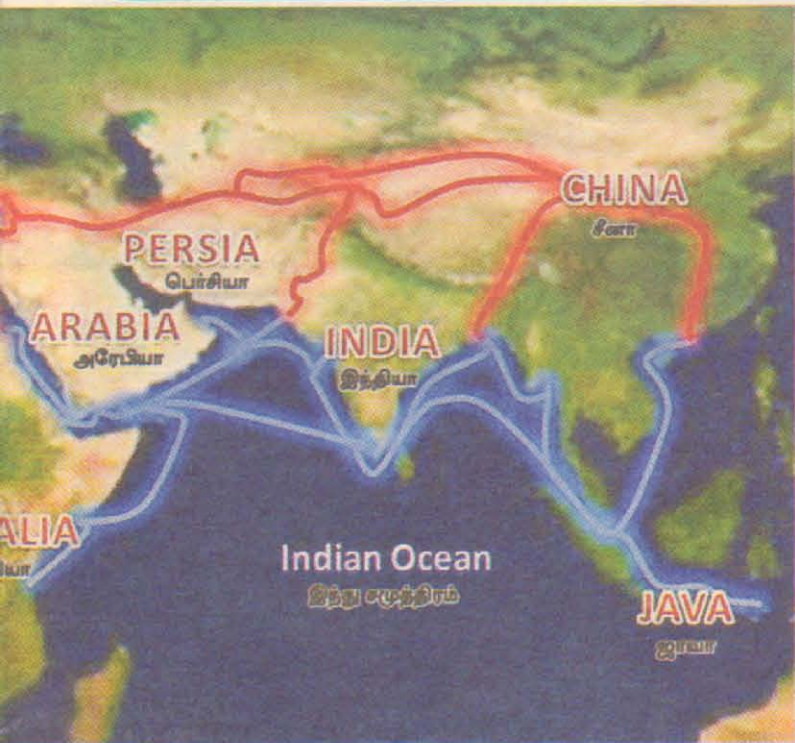 CHINA
சீனா
PERSIA
பெர்சியா
ARABIA
அரேபியா
INDIA
இந்தியா
ALIA
லியா
Indian Ocean
இந்து சமுத்திரம்
JAVA
ஜாவா